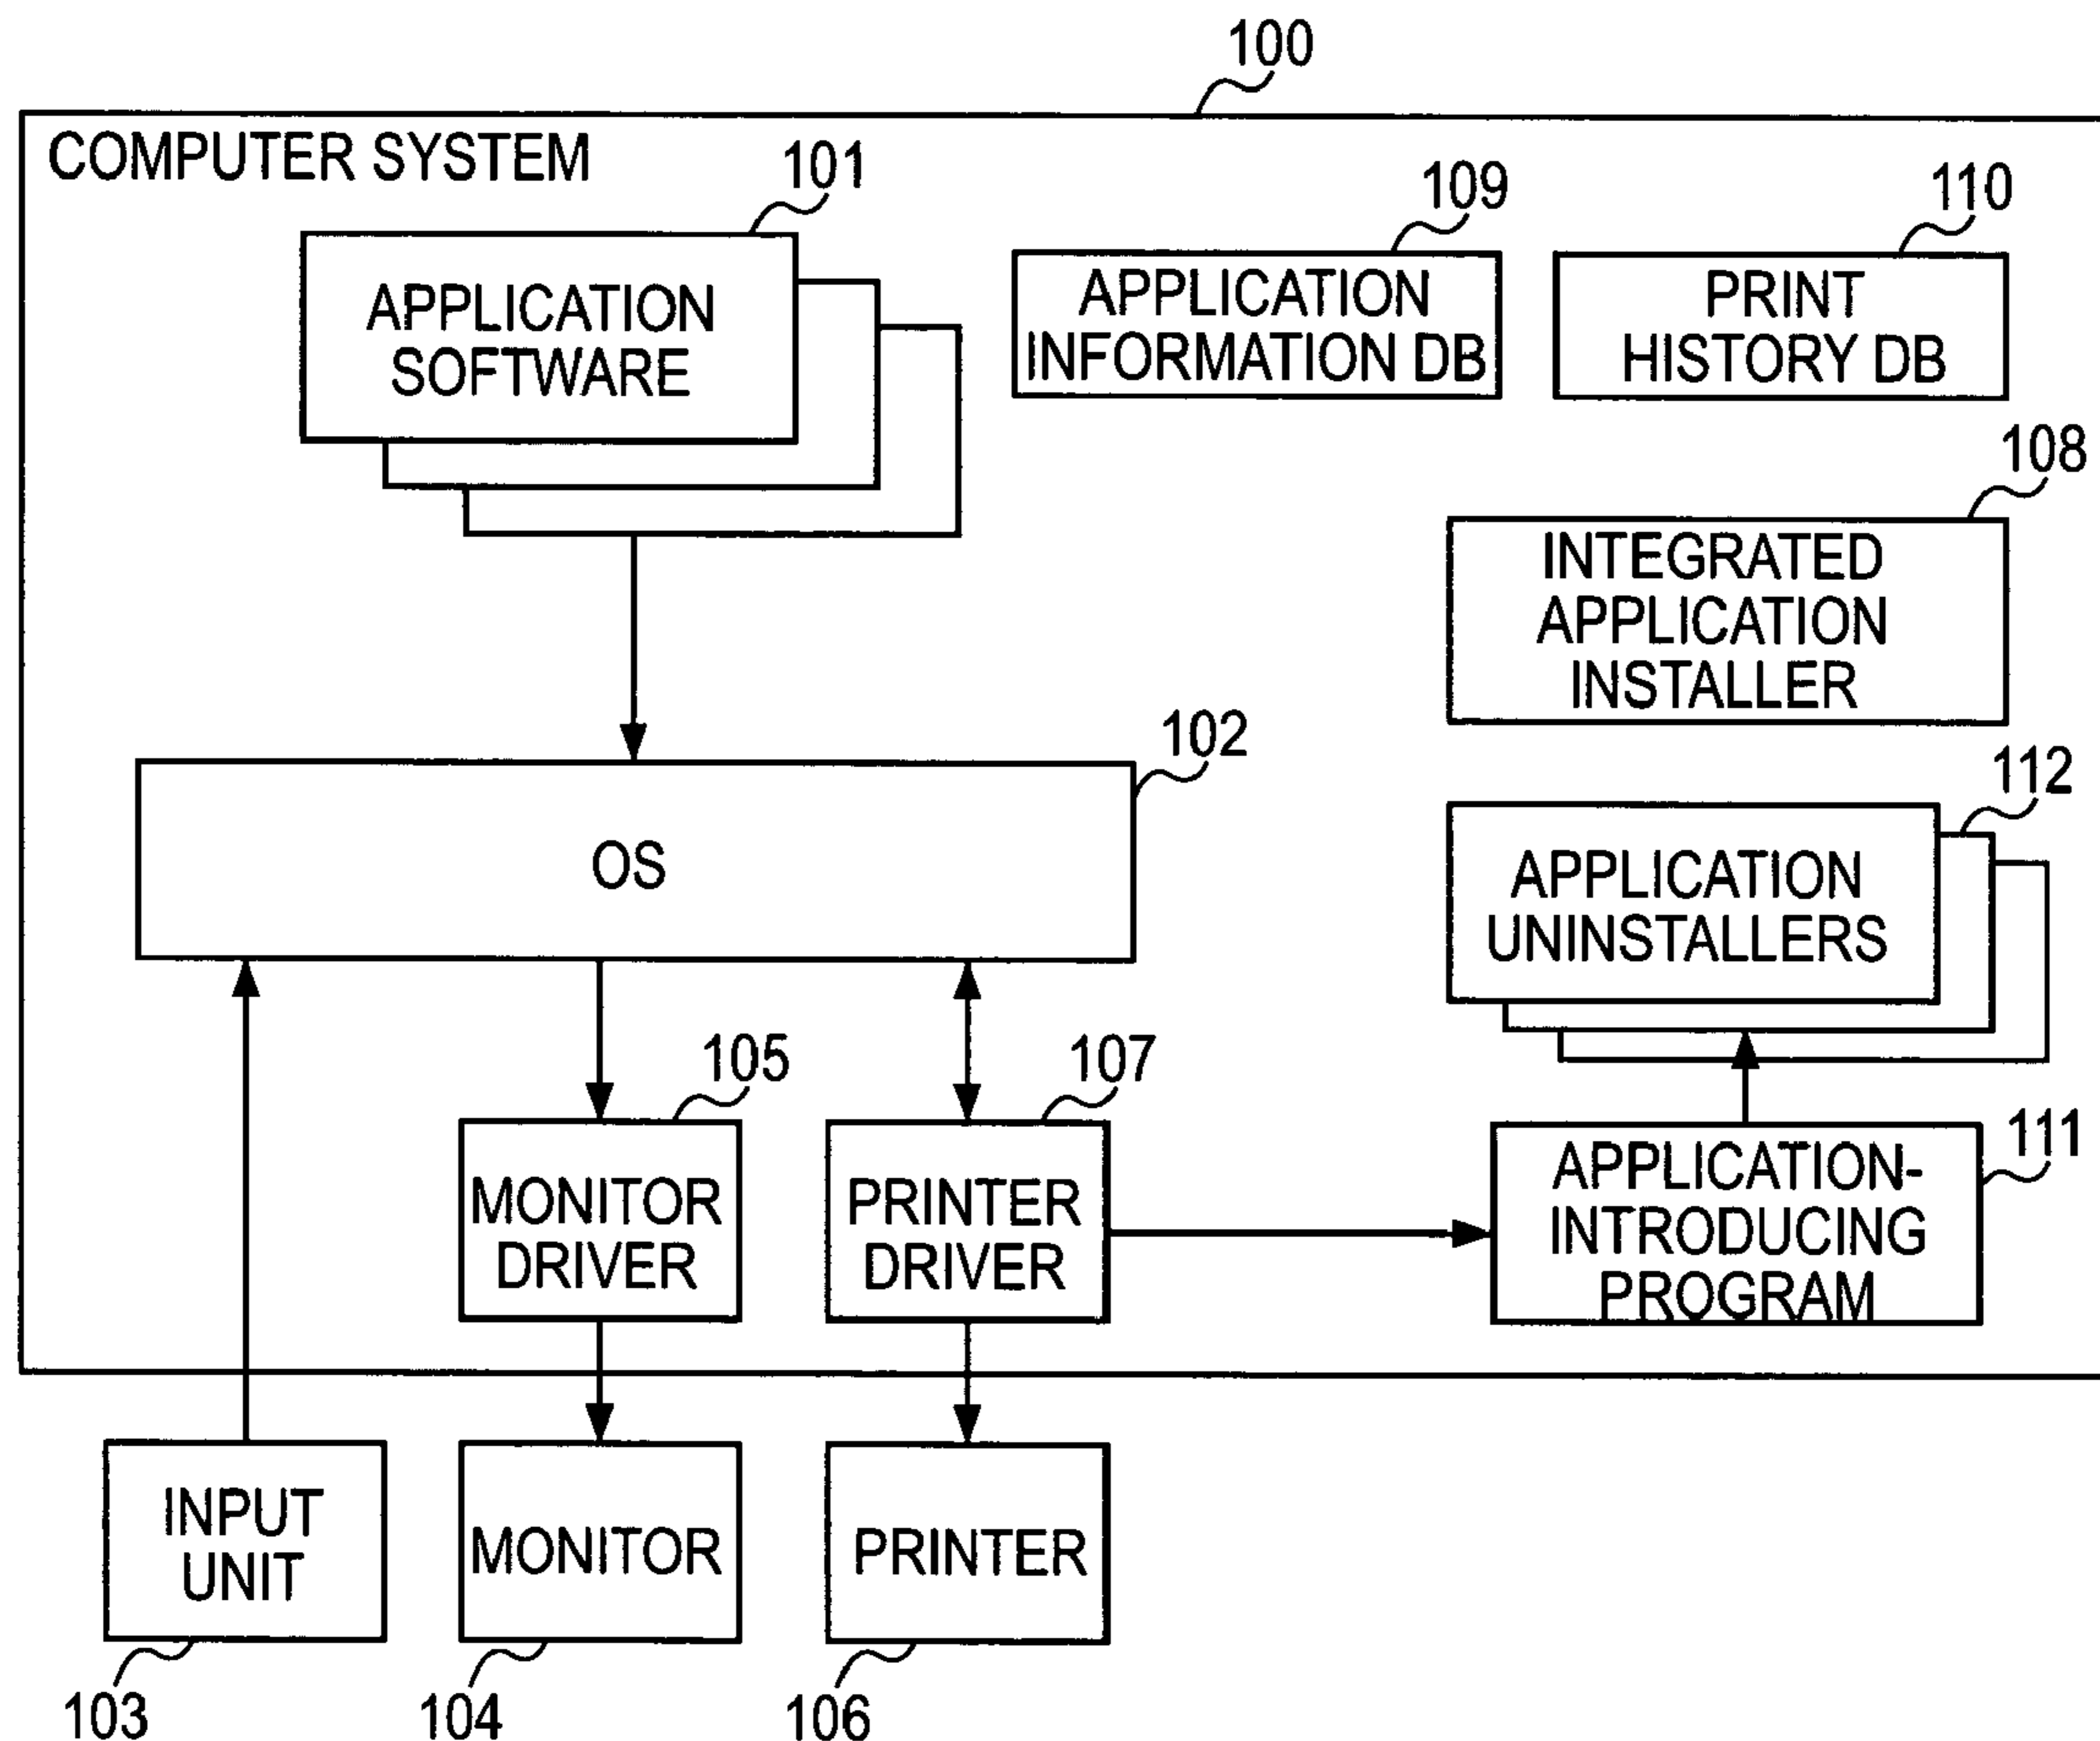 100
COMPUTER SYSTEM
101
109
110
APPLICATION
SOFTWARE
APPLICATION
INFORMATION DB
PRINT
HISTORY DB
108
INTEGRATED
APPLICATION
INSTALLER
102
OS
112
APPLICATION
UNINSTALLERS
105
107
111
MONITOR
DRIVER
PRINTER
DRIVER
APPLICATION-
INTRODUCING
PROGRAM
INPUT
UNIT
MONITOR
PRINTER
103
104
106